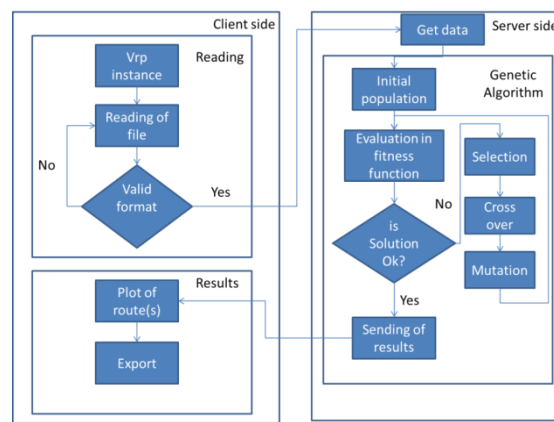 Client side
Reading
Vrp
instance
Reading of
file
No
Valid
format
Yes
Results
Plot of
route(s)
Export
Server side
Get data
Genetic
Algorithm
Initial
population
Evaluation in
fitness
function
No
is
Solution
Ok?
Yes
Selection
Cross
over
Mutation
Sending of
results